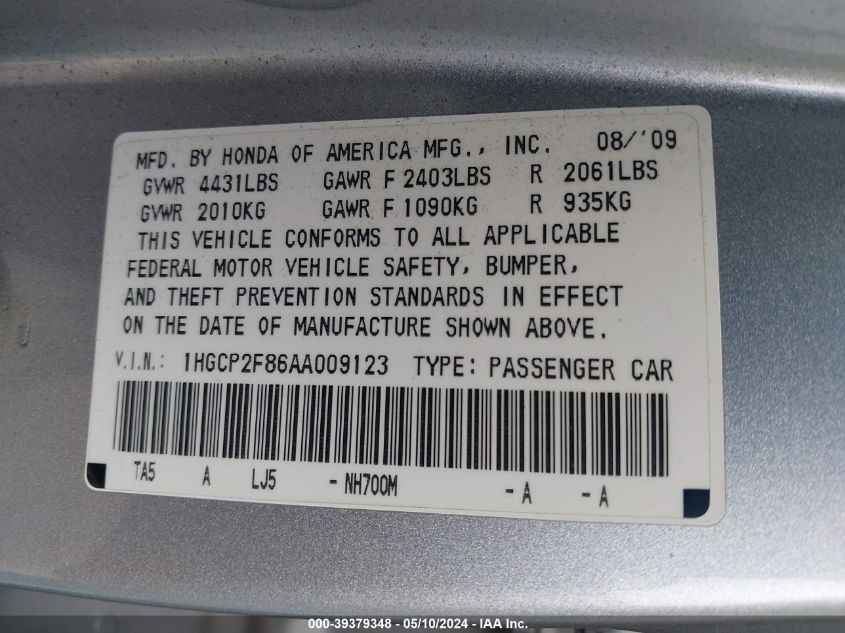 MFD. BY HONDA OF AMERICA MFG., INC. 08/'09
GVWR 4431LBS GAWR F 2403LBS R 2061LBS
GVWR 2010KG GAWR F 1090KG R 935KG
THIS VEHICLE CONFORMS TO ALL APPLICABLE
FEDERAL MOTOR VEHICLE SAFETY, BUMPER,
AND THEFT PREVENTION STANDARDS IN EFFECT
ON THE DATE OF MANUFACTURE SHOWN ABOVE.
V.I.N.: 1HGCP2F86AA009123 TYPE: PASSENGER CAR
TA5 A LJ5 - NH700M - A - A
000-39379348 - 05/10/2024 - IAA Inc.